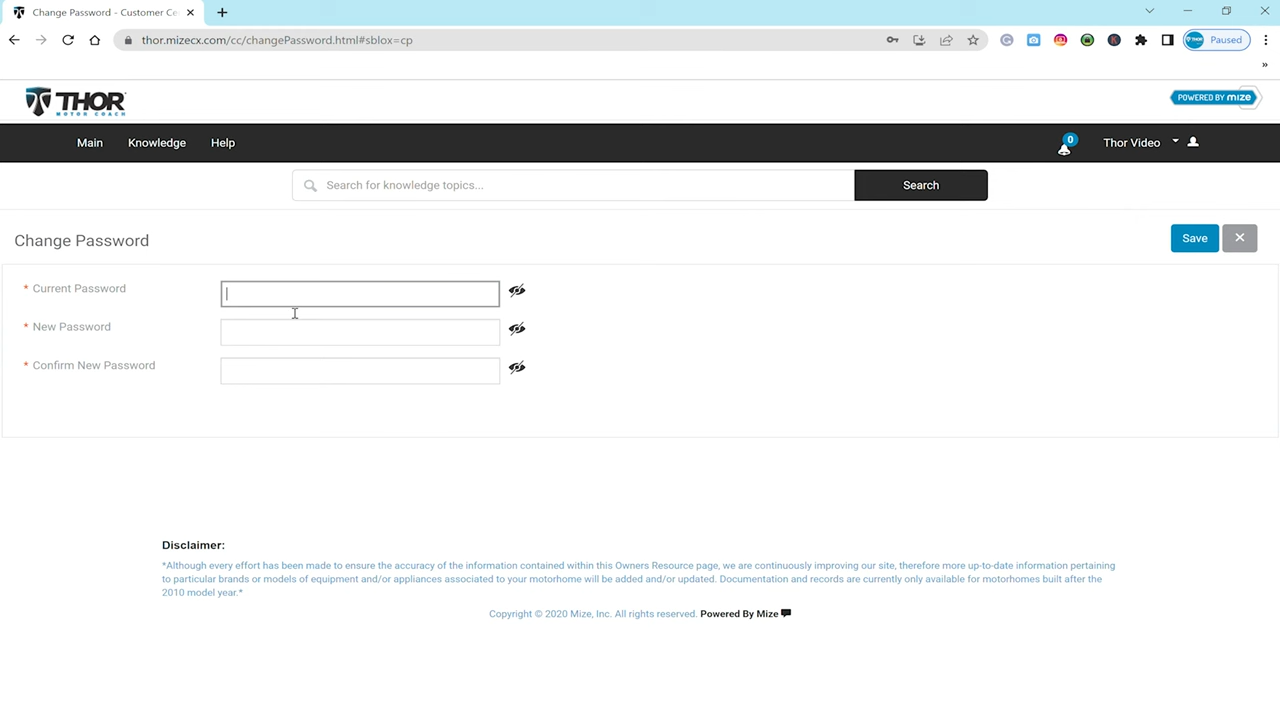 Change Password - Customer Ce
thor.mizecx.com/cc/changePassword.html#sblox=cp
Paused
»
THOR
MOTOR COACH
POWERED BY mize
Main Knowledge Help
0
Thor Video
Search for knowledge topics...
Search
Change Password
Save
* Current Password
* New Password
* Confirm New Password
Disclaimer:
*Although every effort has been made to ensure the accuracy of the information contained within this Owners Resource page, we are continuously improving our site, therefore more up-to-date information pertaining
to particular brands or models of equipment and/or appliances associated to your motorhome will be added and/or updated. Documentation and records are currently only available for motorhomes built after the
2010 model year.*
Copyright © 2020 Mize, Inc. All rights reserved. Powered By Mize